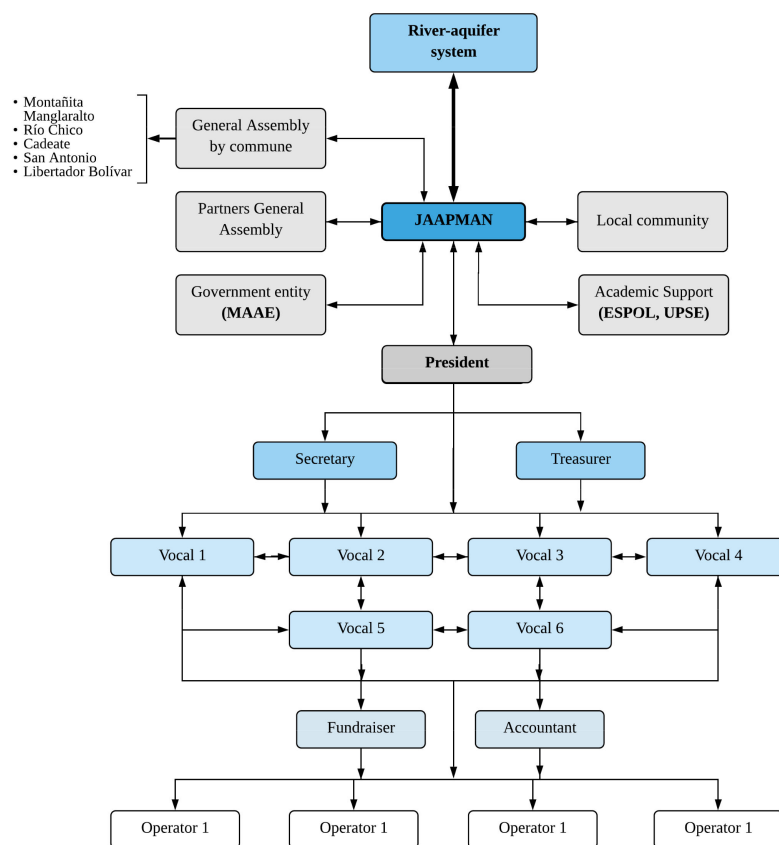 River-aquifer
system
• Montañita
Manglaralto
• Río Chico
• Cadeate
• San Antonio
• Libertador Bolívar
General Assembly
by commune
Partners General
Assembly
JAAPMAN
Local community
Government entity
(MAAE)
Academic Support
(ESPOL, UPSE)
President
Secretary
Treasurer
Vocal 1
Vocal 2
Vocal 3
Vocal 4
Vocal 5
Vocal 6
Fundraiser
Accountant
Operator 1
Operator 1
Operator 1
Operator 1